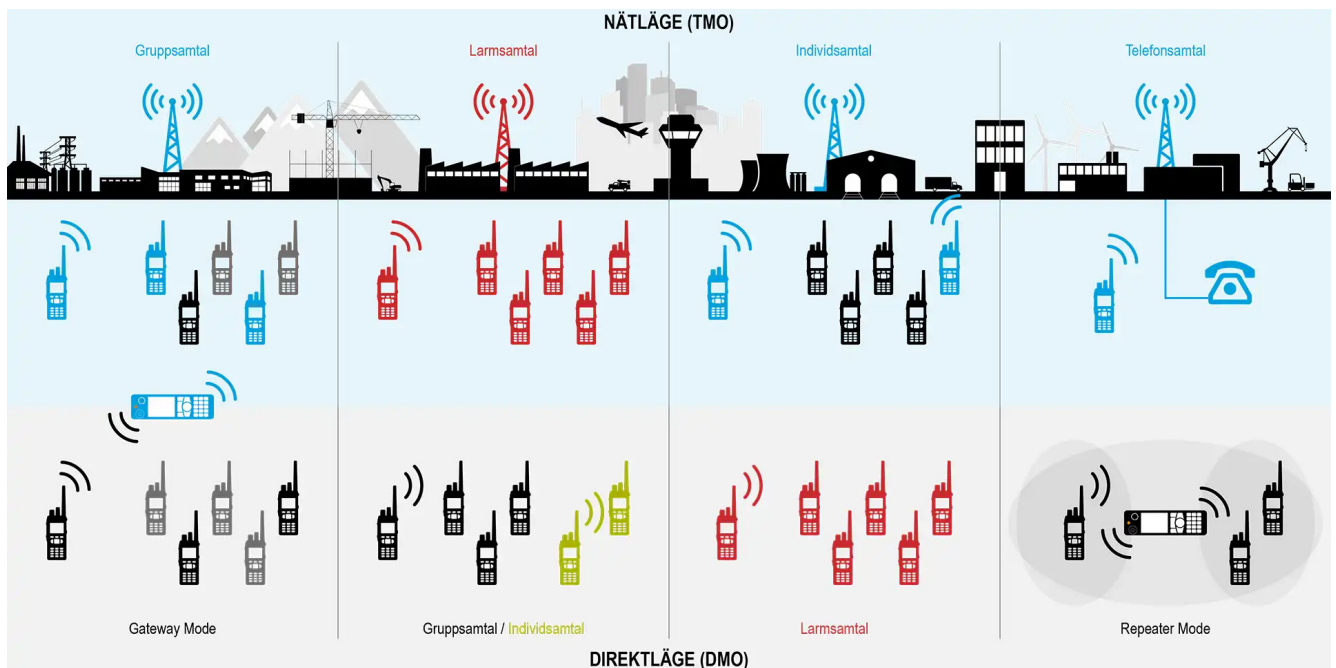 NÄTLÄGE (TMO)
Gruppsamtal
Larmsamtal
Individsamtal
Telefonsamtal
Gateway Mode
Gruppsamtal / Individsamtal
Larmsamtal
Repeater Mode
DIREKTLÄGE (DMO)